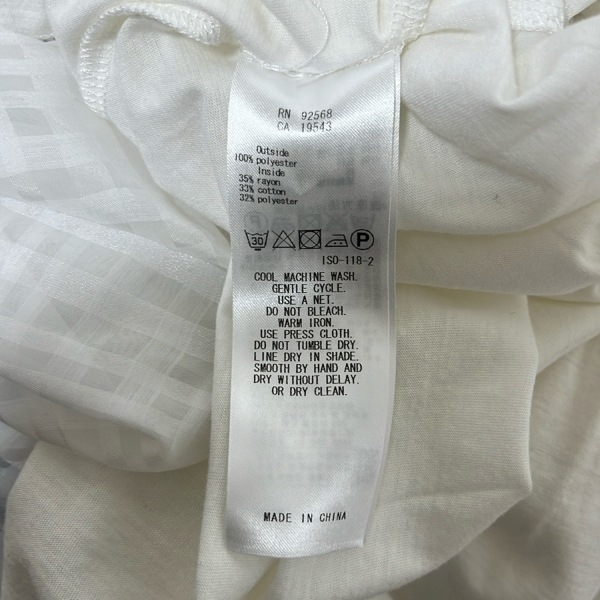 RN 92568
CA 19543
Outside
100% polyester
Inside
35% rayon
33% cotton
32% polyester
30 P
ISO-118-2
COOL MACHINE WASH.
GENTLE CYCLE.
USE A NET.
DO NOT BLEACH.
WARM IRON.
USE PRESS CLOTH.
DO NOT TUMBLE DRY.
LINE DRY IN SHADE.
SMOOTH BY HAND AND
DRY WITHOUT DELAY.
OR DRY CLEAN.
MADE IN CHINA